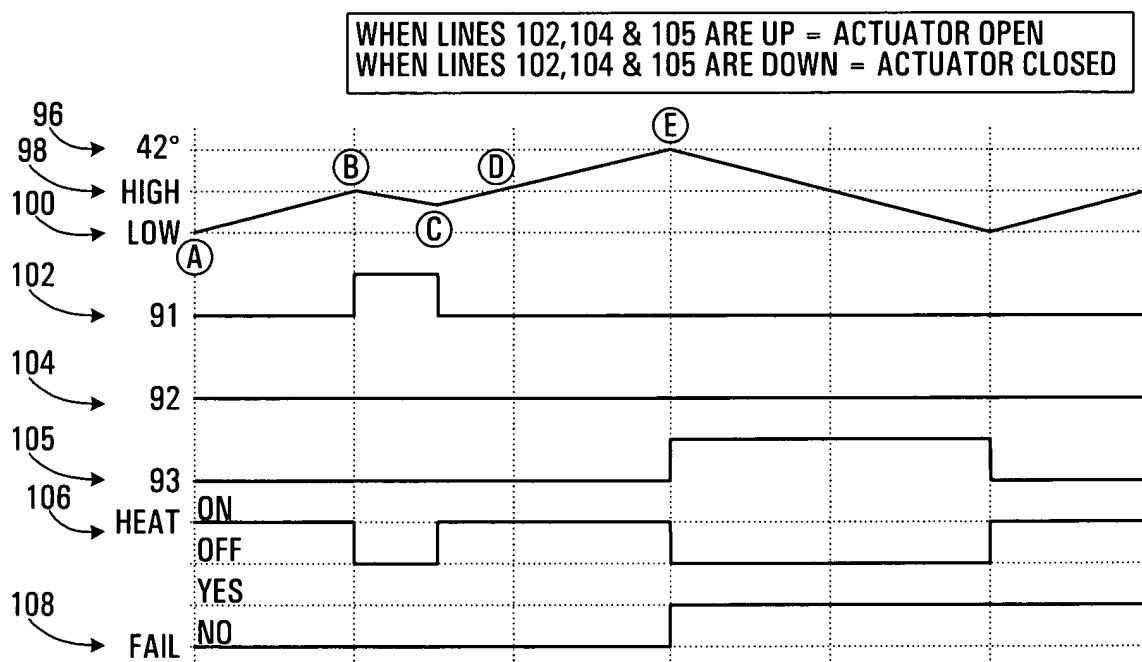 WHEN LINES 102,104 & 105 ARE UP = ACTUATOR OPEN
WHEN LINES 102,104 & 105 ARE DOWN = ACTUATOR CLOSED
96
42°
E
98
HIGH
B
D
100
LOW
C
A
102
91
104
92
105
93
106
HEAT
ON
OFF
YES
108
FAIL
NO